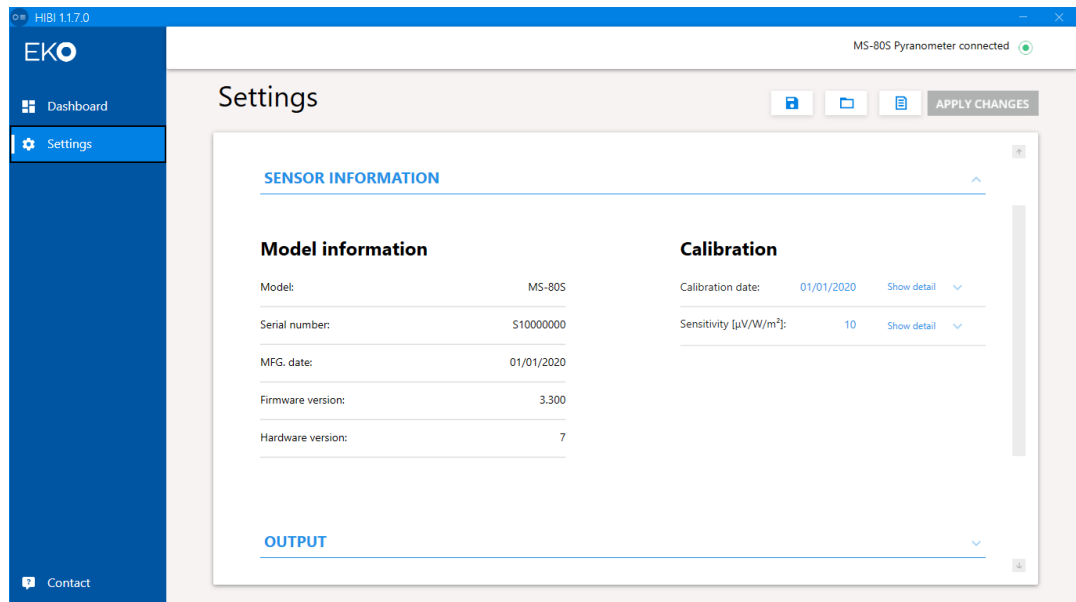 HIBI 1.1.7.0
EKO
MS-80S Pyranometer connected
Dashboard
Settings
Settings
APPLY CHANGES
SENSOR INFORMATION
Model information
Model: MS-80S
Serial number: S10000000
MFG. date: 01/01/2020
Firmware version: 3.300
Hardware version: 7
Calibration
Calibration date: 01/01/2020 Show detail
Sensitivity [µV/W/m²]: 10 Show detail
OUTPUT
Contact